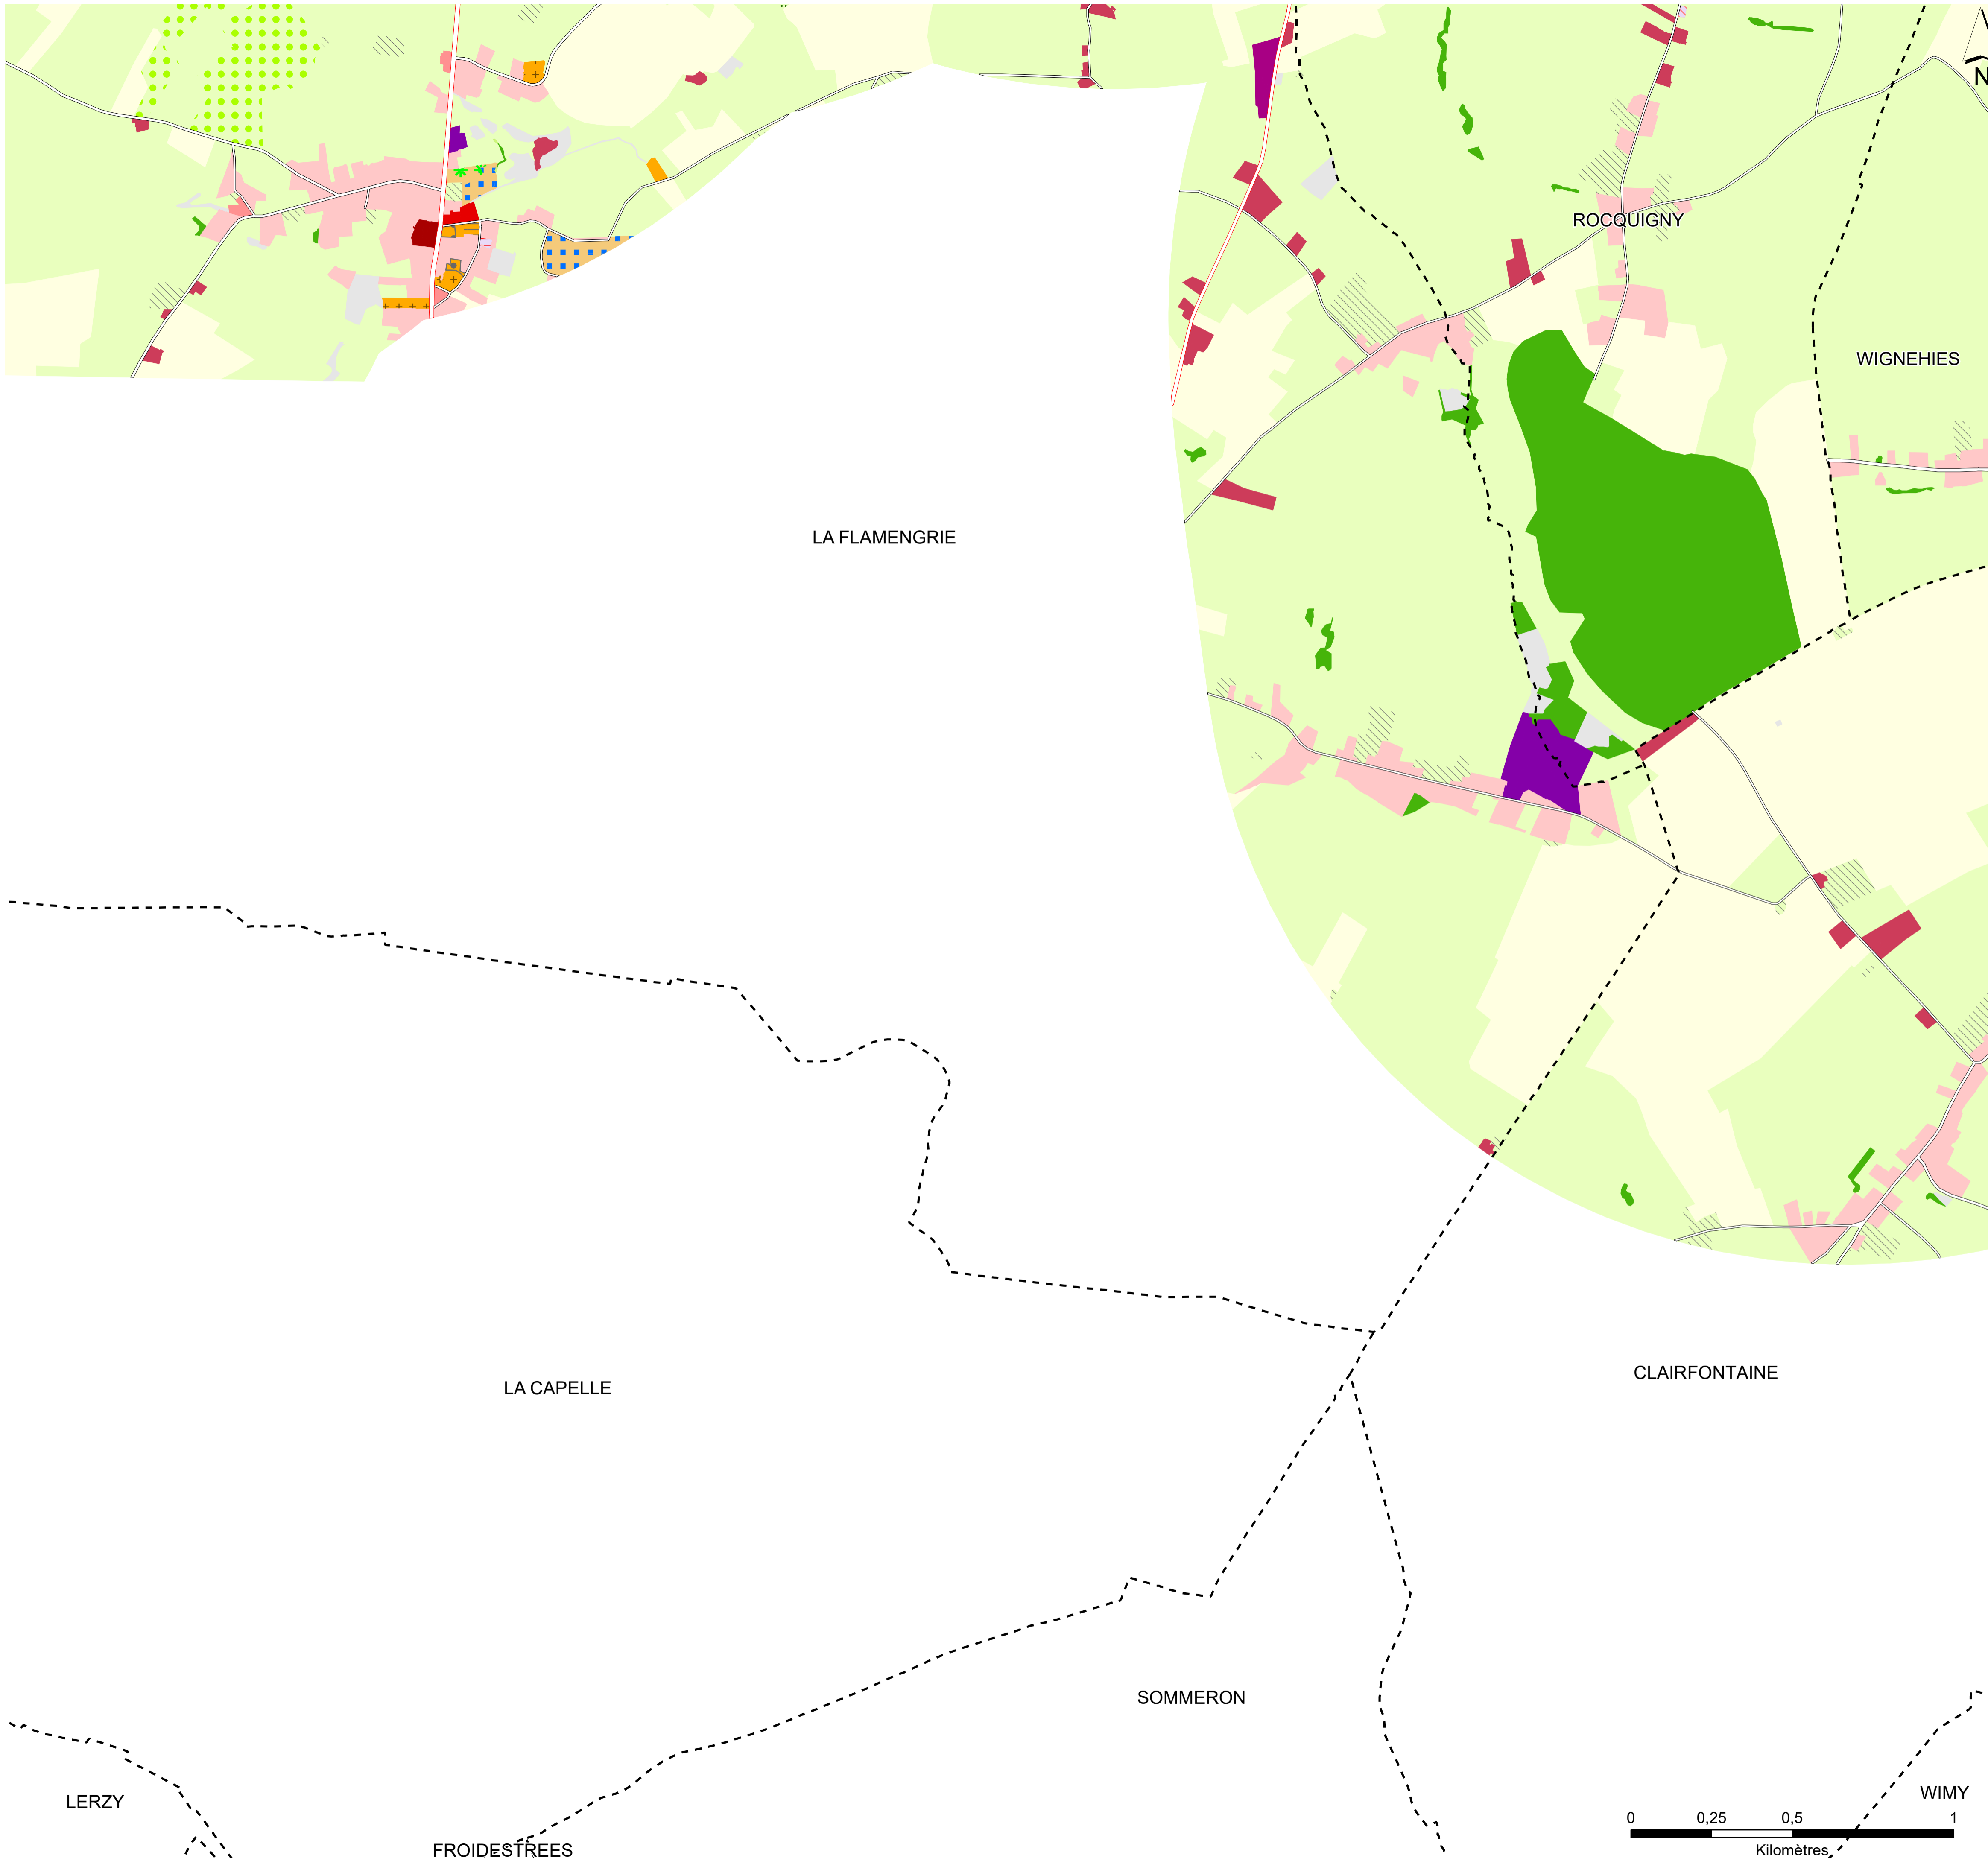 N
ROCQUIGNY
WIGNEHIES
LA FLAMENGRIE
CLAIRFONTAINE
LA CAPELLE
SOMMERON
WIMY
LERZY
0 0,25 0,5 1
FROIDESTREES
Kilomètres